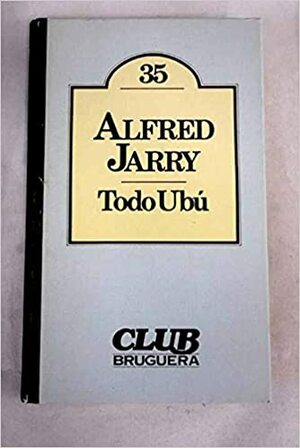 35
ALFRED
JARRY
Todo Ubú
CLUB
BRUGUERA